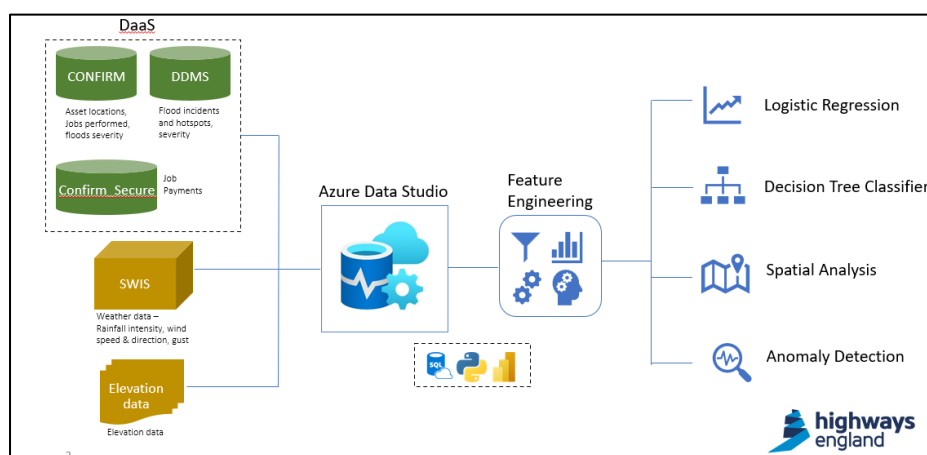 DaaS
CONFIRM
DDMS
Asset locations,
Jobs performed,
floods severity
Flood incidents
and hotspots,
severity
Confirm_Secure
Job
Payments
SWIS
Weather data –
Rainfall intensity, wind
speed & direction, gust
Elevation
data
Elevation data
Azure Data Studio
SQL
Feature
Engineering
Logistic Regression
Decision Tree Classifier
Spatial Analysis
Anomaly Detection
highways
england